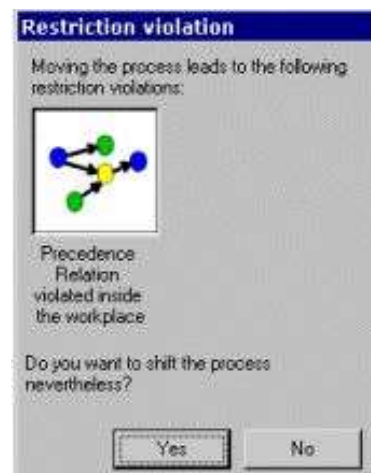 Restriction violation
Moving the process leads to the following
restriction violations:
Precedence
Relation
violated inside
the workplace
Do you want to shift the process
nevertheless?
Yes
No